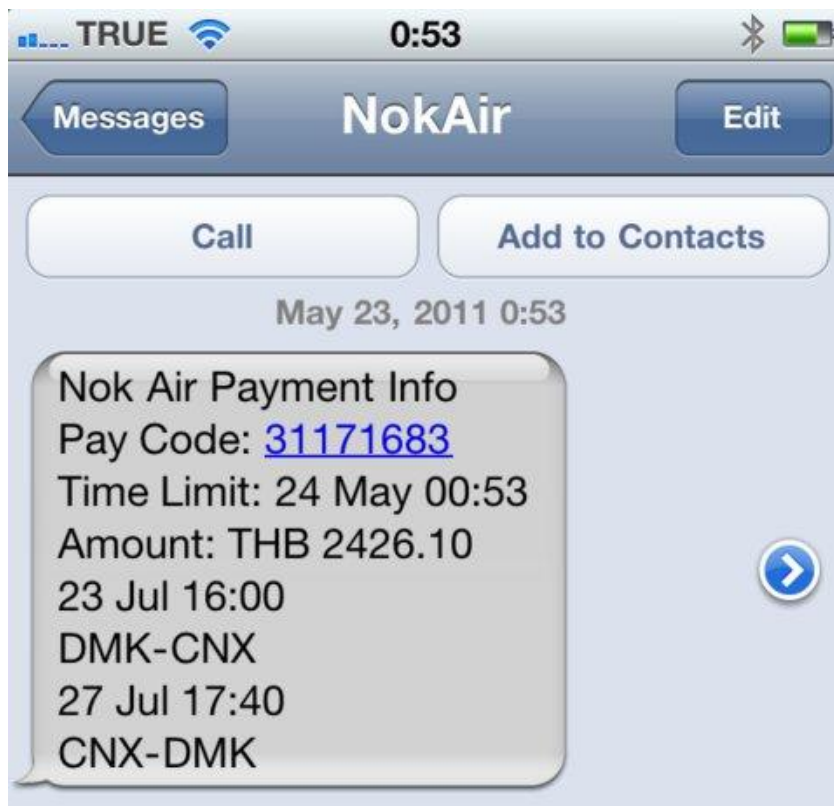 TRUE 0:53
Messages NokAir Edit
Call Add to Contacts
May 23, 2011 0:53
Nok Air Payment Info
Pay Code: 31171683
Time Limit: 24 May 00:53
Amount: THB 2426.10
23 Jul 16:00
DMK-CNX
27 Jul 17:40
CNX-DMK